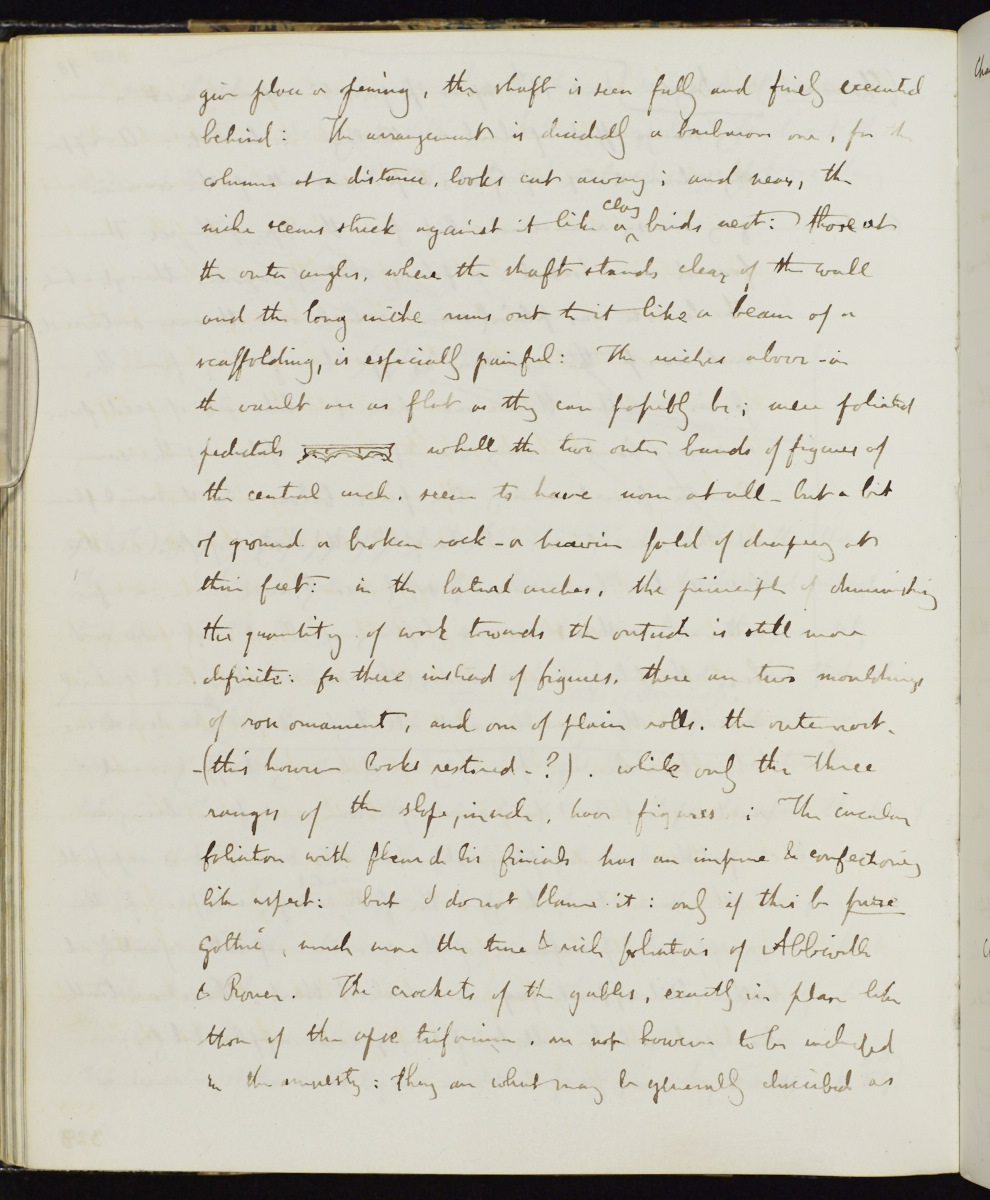 give place or opening, the shaft is seen fully and finely executed
behind: The arrangement is decidedly a barbarous one, for the
column at a distance, looks cut away; and near, the
niche seems stuck against it like a clay birds nest: Those at
the outer angles, where the shaft stands clear of the wall
and the long niche runs out to it like a beam of a
scaffolding, is especially painful: The niches above - in
the vault are as flat as they can possibly be; mere foliated
pedestals while the two outer bands of figures of
the central arch. seem to have none at all - but a bit
of ground or broken rock - or heavier fold of drapery at
their feet: in the lateral arches, the principle of diminishing
the quantity of work towards the outside is still more
definite: for there instead of figures, there are two mouldings
of rose ornament, and one of plain rolls. the outermost.
- (this however looks restored - ?). while only the three
ranges of the slope, inside, have figures: The circular
foliation with fleur de lis finials has an impure & confectionery
like aspect: but I do not blame it: only if this be pure
gothic, much more the true & rich foliations of Abbeville
& Rouen. The crockets of the gables, exactly in plan like
those of the apse triforium. are not however to be included
in the amnesty: they are what may be generally described as
Cha